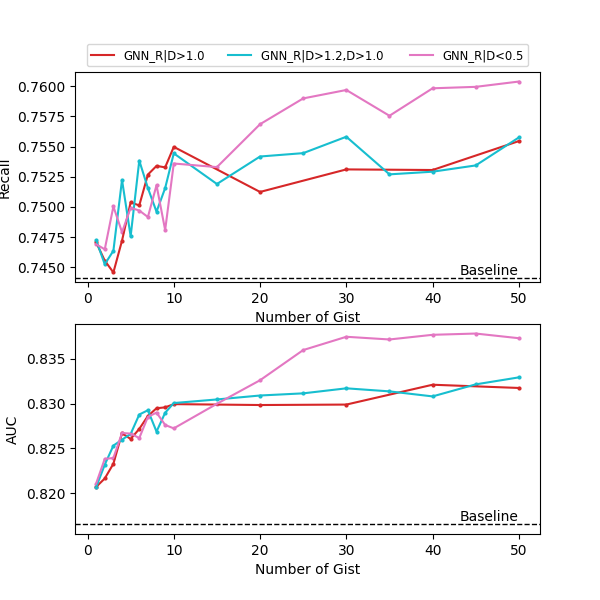 GNN_R|D>1.0 GNN_R|D>1.2,D>1.0 GNN_R|D<0.5
0.7600
0.7575
0.7550
0.7525
0.7500
0.7475
0.7450
Recall
Baseline
0 10 20 30 40 50
Number of Gist
0.835
0.830
0.825
0.820
AUC
Baseline
0 10 20 30 40 50
Number of Gist